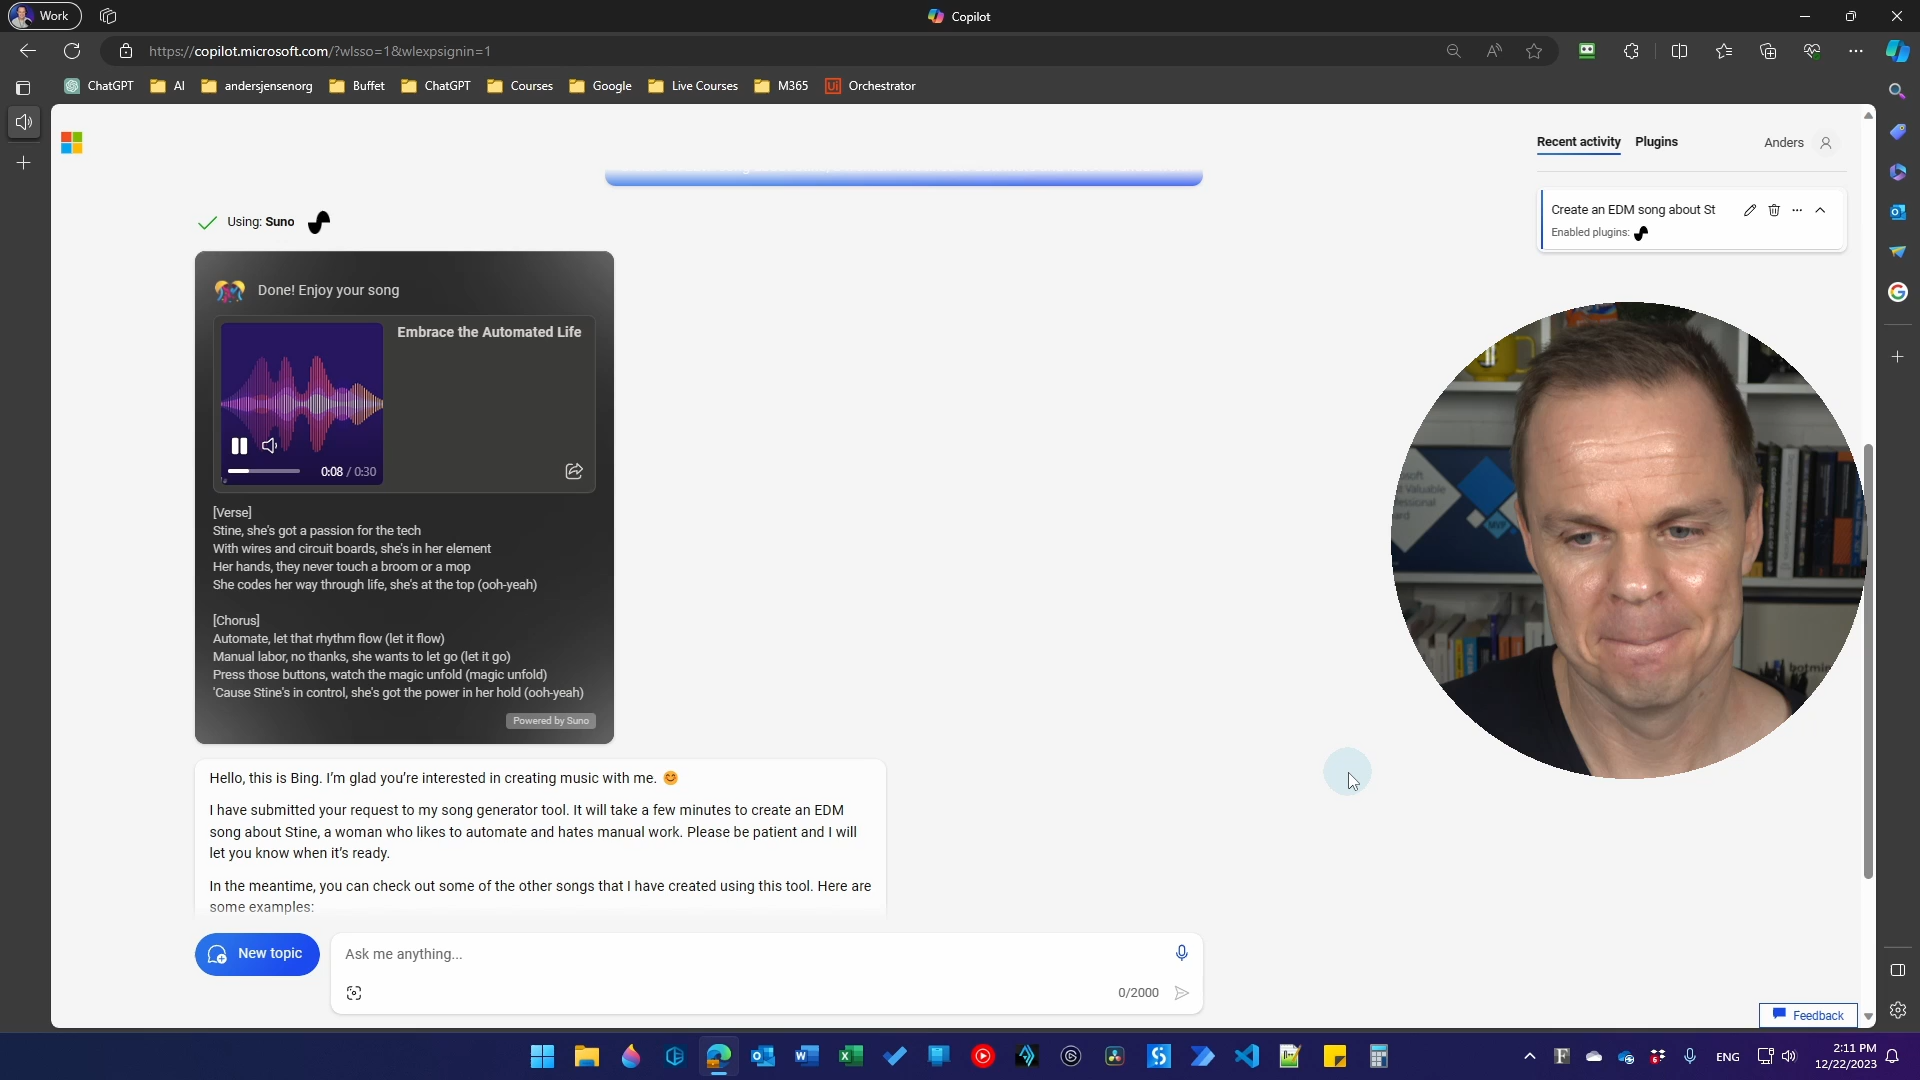 Work
Copilot
https://copilot.microsoft.com/?wlsso=1&wlexpsignin=1
ChatGPT
AI
andersjensenorg
Buffet
ChatGPT
Courses
Google
Live Courses
M365
Orchestrator
Recent activity
Plugins
Anders
Using: Suno
Create an EDM song about St
Enabled plugins:
Done! Enjoy your song
Embrace the Automated Life
0:08 / 0:30
[Verse]
Stine, she's got a passion for the tech
With wires and circuit boards, she's in her element
Her hands, they never touch a broom or a mop
She codes her way through life, she's at the top (ooh-yeah)
[Chorus]
Automate, let that rhythm flow (let it flow)
Manual labor, no thanks, she wants to let go (let it go)
Press those buttons, watch the magic unfold (magic unfold)
'Cause Stine's in control, she's got the power in her hold (ooh-yeah)
Powered by Suno
Hello, this is Bing. I'm glad you're interested in creating music with me.
I have submitted your request to my song generator tool. It will take a few minutes to create an EDM
song about Stine, a woman who likes to automate and hates manual work. Please be patient and I will
let you know when it's ready.
In the meantime, you can check out some of the other songs that I have created using this tool. Here are
some examples:
New topic
Ask me anything...
0/2000
Feedback
ENG
2:11 PM
12/22/2023